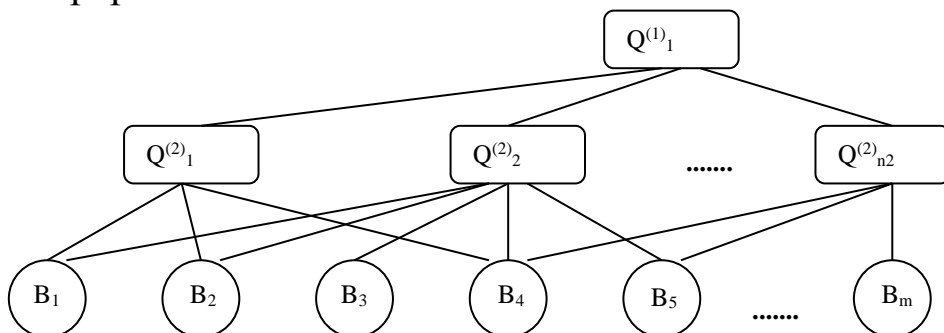 Q⁽¹⁾₁
Q⁽²⁾₁ Q⁽²⁾₂ ....... Q⁽²⁾ₙ₂
B₁ B₂ B₃ B₄ B₅ ....... Bₘ